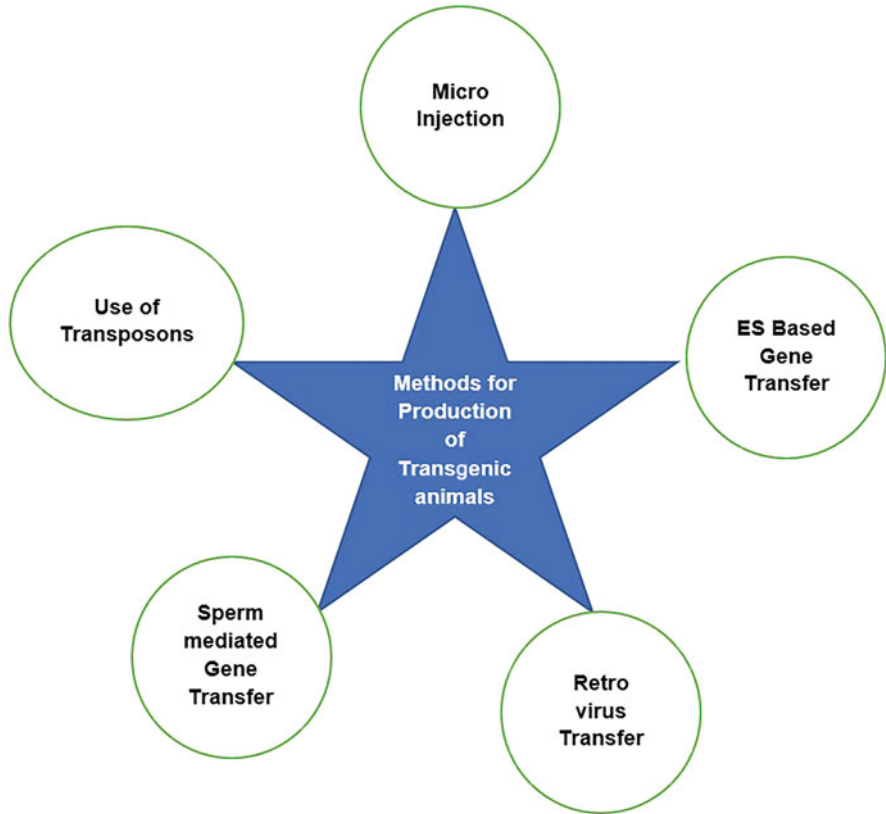 Micro
Injection
Use of
Transposons
ES Based
Gene
Transfer
Methods for
Production
of
Transgenic
animals
Sperm
mediated
Gene
Transfer
Retro
virus
Transfer